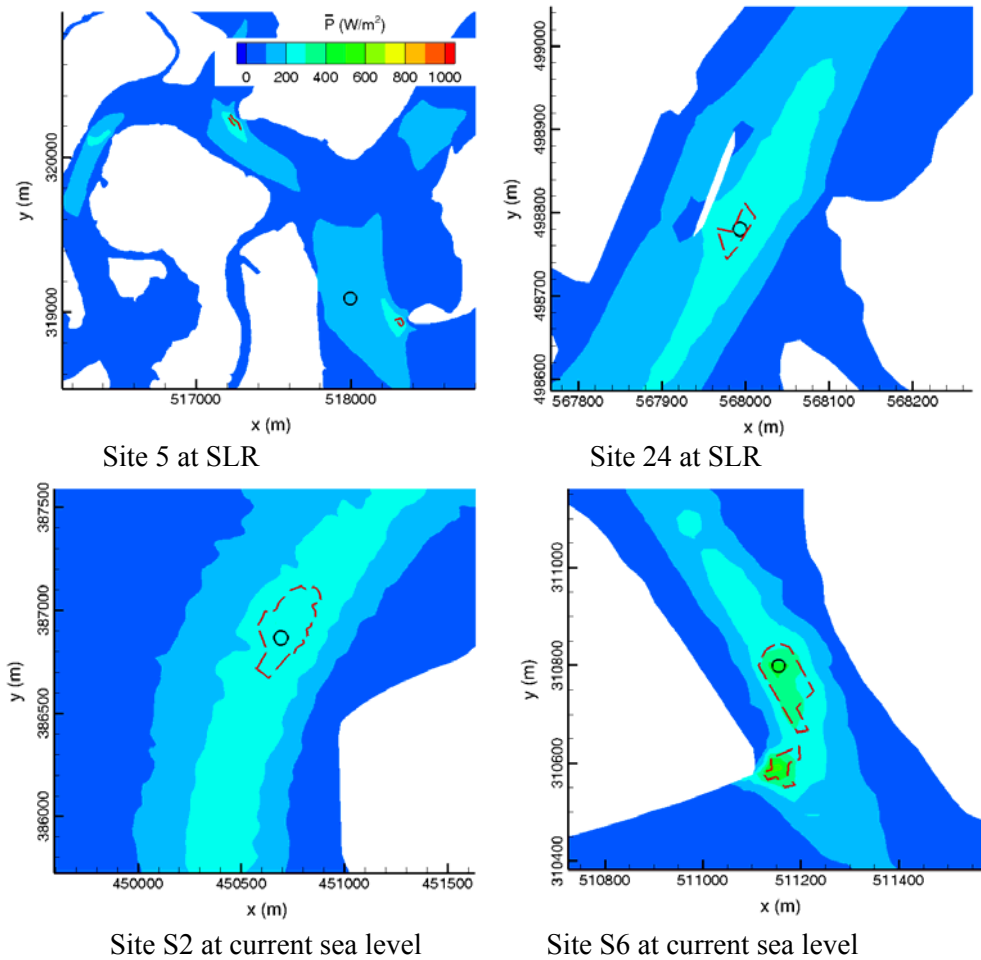 P̅ (W/m²)
0 200 400 600 800 1000
320000
319000
y (m)
517000 518000
x (m)
Site 5 at SLR
499000
498900
498800
498700
498600
y (m)
567800 567900 568000 568100 568200
x (m)
Site 24 at SLR
387500
387000
386500
386000
y (m)
450000 450500 451000 451500
x (m)
Site S2 at current sea level
311000
310800
310600
310400
y (m)
510800 511000 511200 511400
x (m)
Site S6 at current sea level